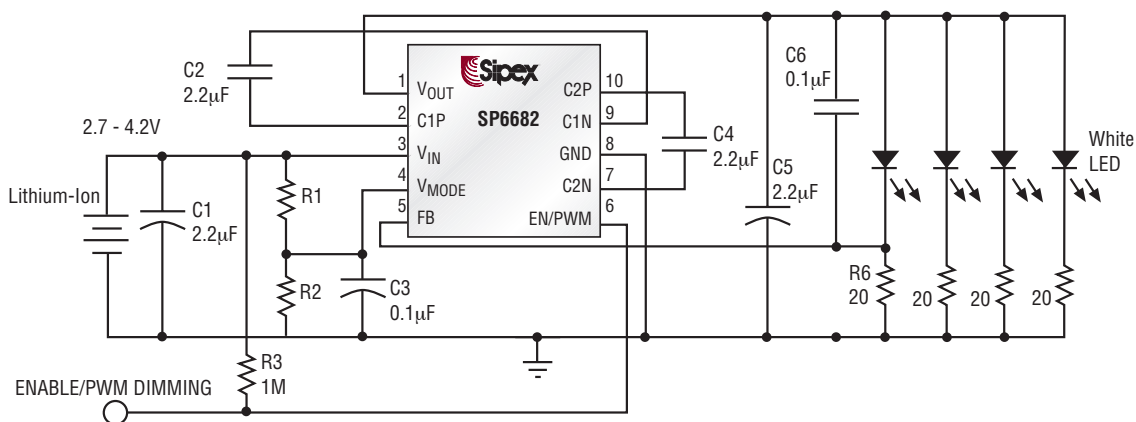 Sipex
SP6682
1
VOUT
2
C1P
3
VIN
4
VMODE
5
FB
10
C2P
9
C1N
8
GND
7
C2N
6
EN/PWM
C2
2.2µF
2.7 - 4.2V
Lithium-Ion
C1
2.2µF
R1
R2
C3
0.1µF
R3
1M
ENABLE/PWM DIMMING
C4
2.2µF
C5
2.2µF
C6
0.1µF
White
LED
R6
20
20
20
20